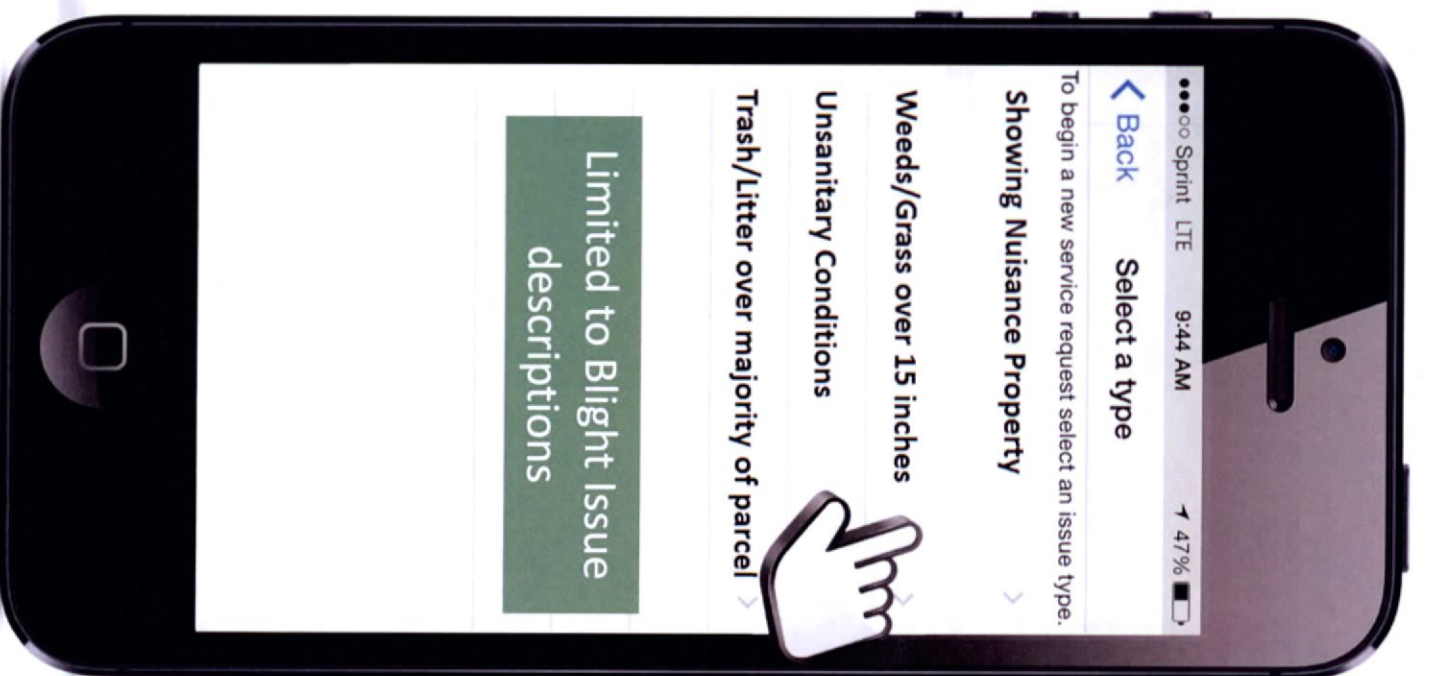 Sprint LTE 9:44 AM 47%
Back Select a type
To begin a new service request select an issue type.
Showing Nuisance Property
Weeds/Grass over 15 inches
Unsanitary Conditions
Trash/Litter over majority of parcel
Limited to Blight Issue
descriptions